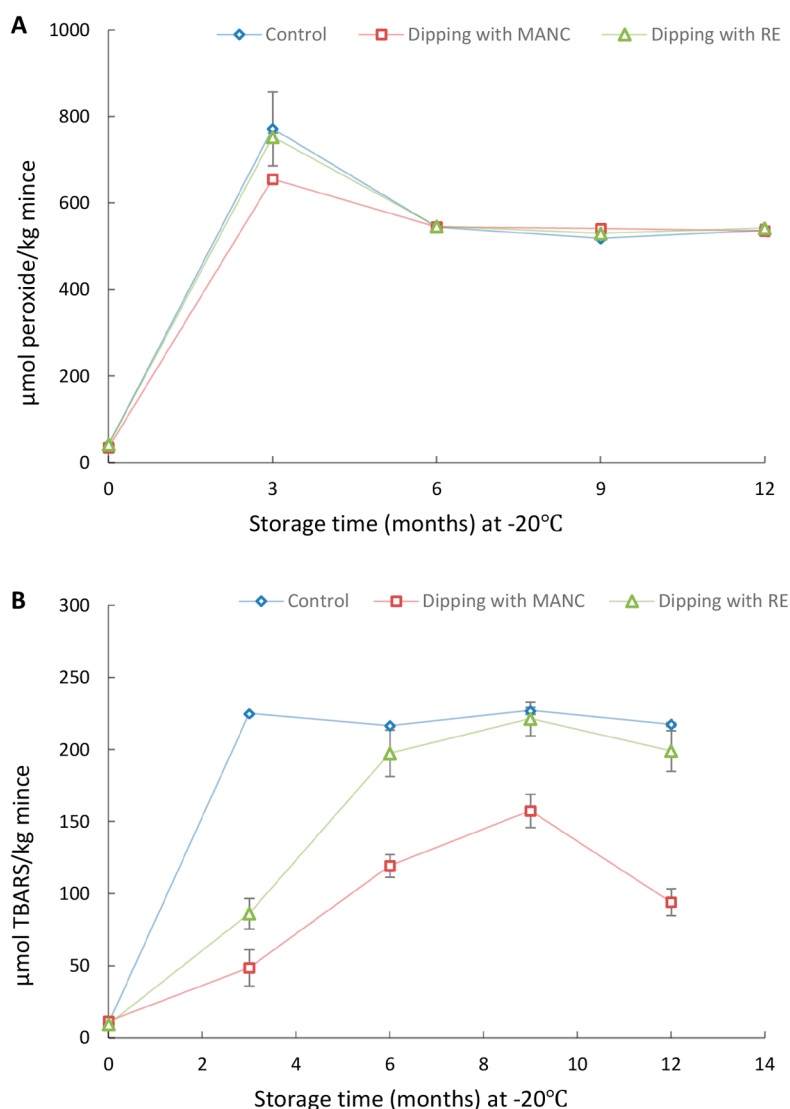 A
Control
Dipping with MANC
Dipping with RE
1000
800
600
400
200
0
μmol peroxide/kg mince
0 3 6 9 12
Storage time (months) at -20℃
B
Control
Dipping with MANC
Dipping with RE
300
250
200
150
100
50
0
μmol TBARS/kg mince
0 2 4 6 8 10 12 14
Storage time (months) at -20℃